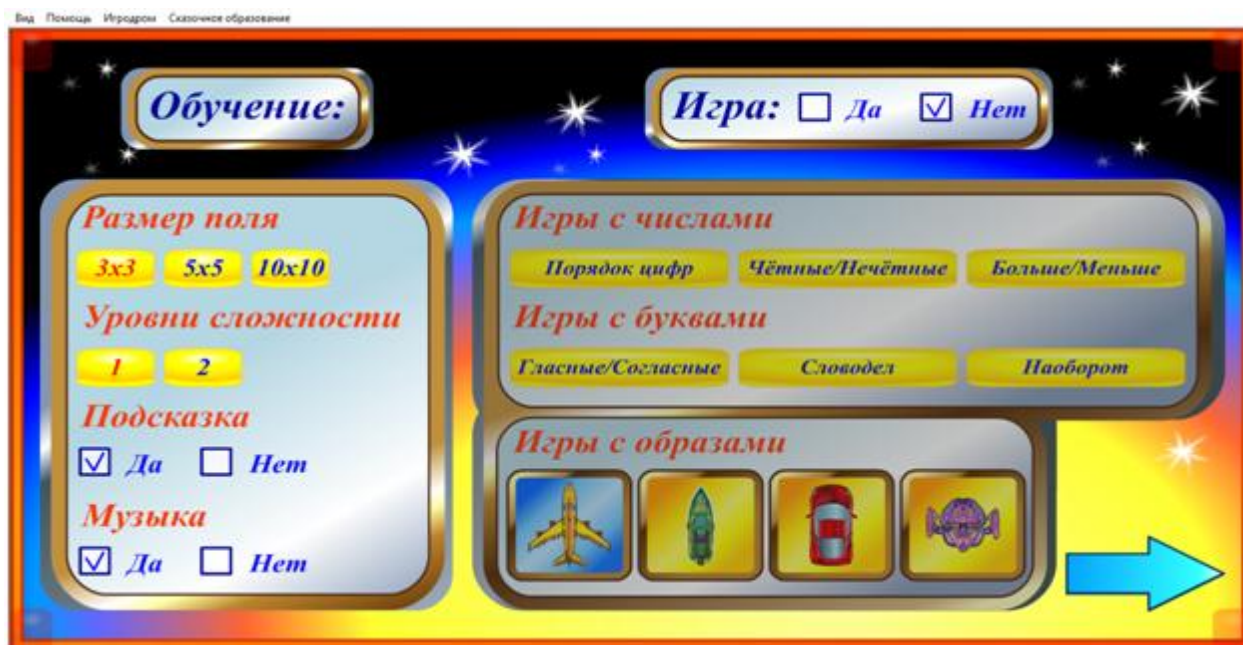 Вид Помощь Игродром Сказочное образование
Обучение:
Игра: Да Нет
Размер поля
3x3 5x5 10x10
Уровни сложности
1 2
Подсказка
Да Нет
Музыка
Да Нет
Игры с числами
Порядок цифр Чётные/Нечётные Больше/Меньше
Игры с буквами
Гласные/Согласные Словодел Наоборот
Игры с образами